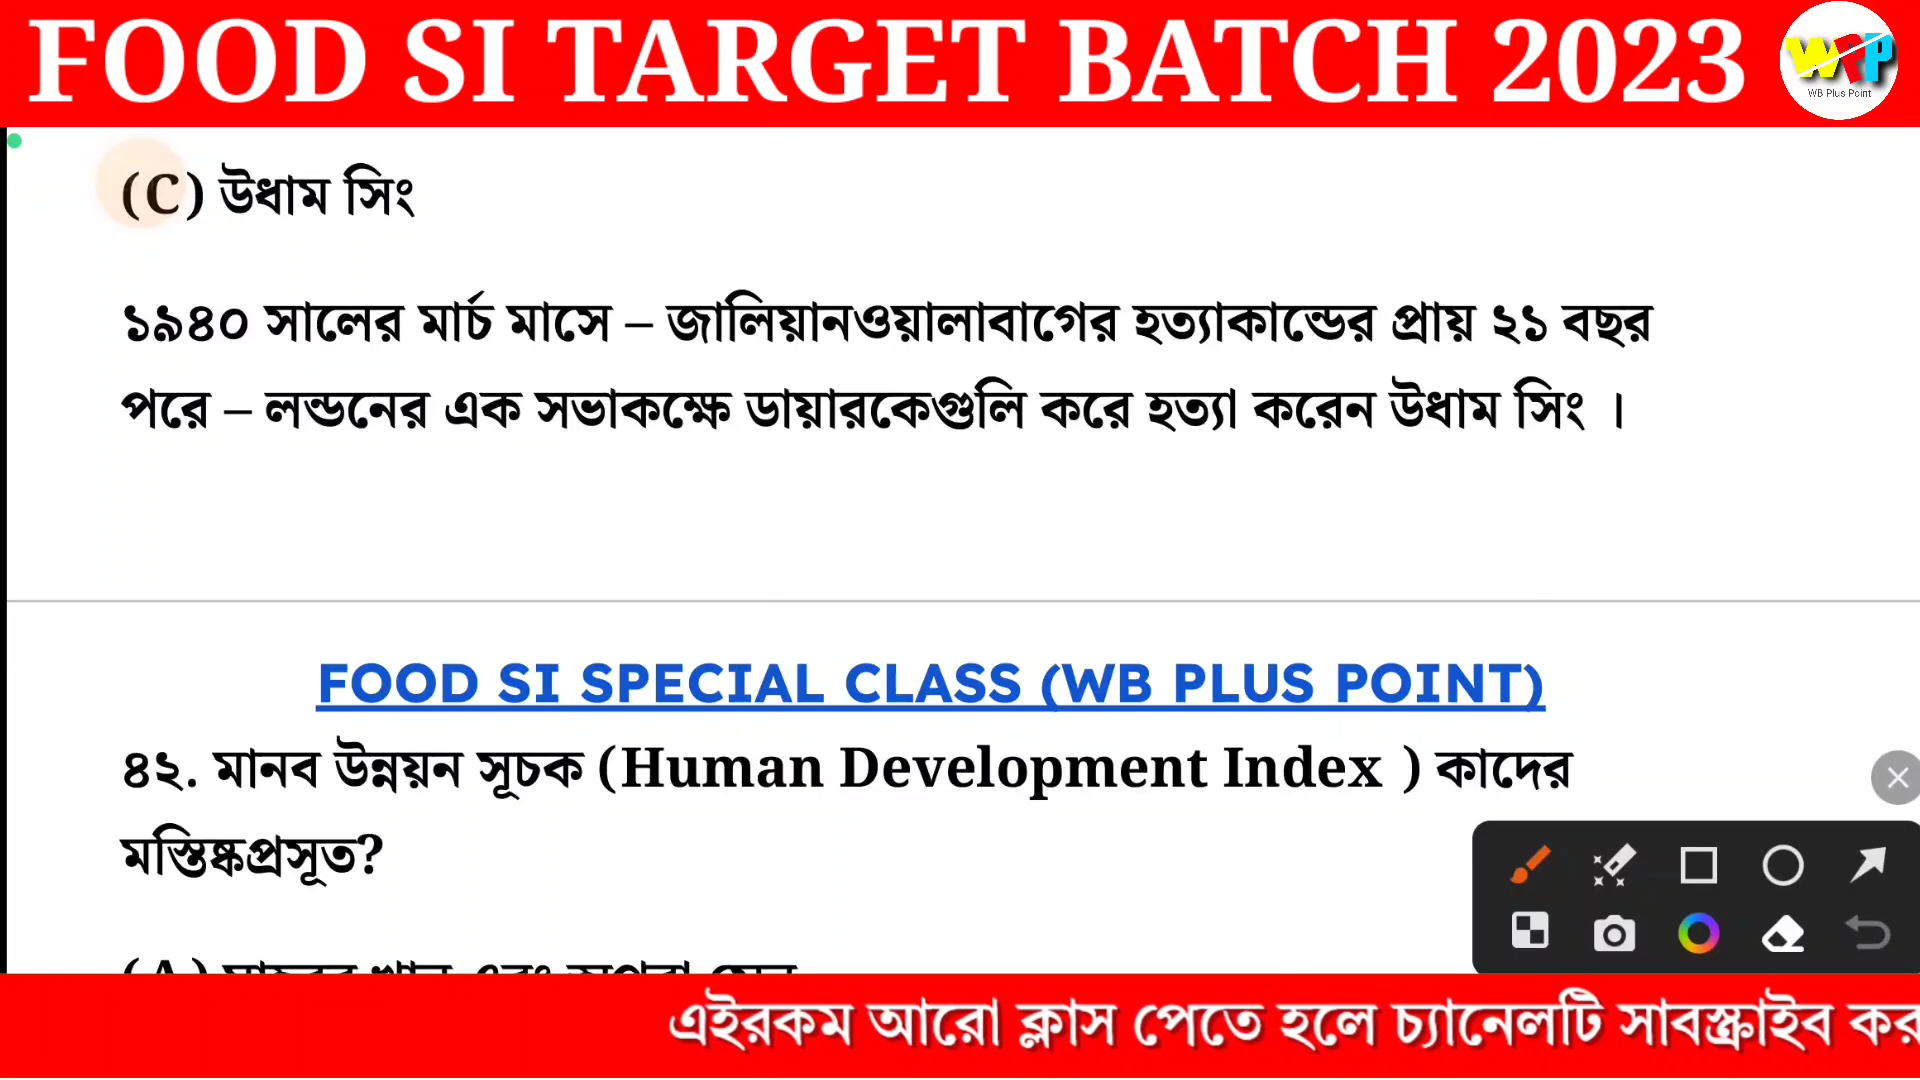 FOOD SI TARGET BATCH 2023
WB Plus Point
(C) উধাম সিং
১৯৪০ সালের মার্চ মাসে – জালিয়ানওয়ালাবাগের হত্যাকান্ডের প্রায় ২১ বছর
পরে – লন্ডনের এক সভাকক্ষে ডায়ারকেগুলি করে হত্যা করেন উধাম সিং ।
FOOD SI SPECIAL CLASS (WB PLUS POINT)
৪২. মানব উন্নয়ন সূচক (Human Development Index ) কাদের
মস্তিষ্কপ্রসূত?
(A)
এইরকম আরো ক্লাস পেতে হলে চ্যানেলটি সাবস্ক্রাইব কর